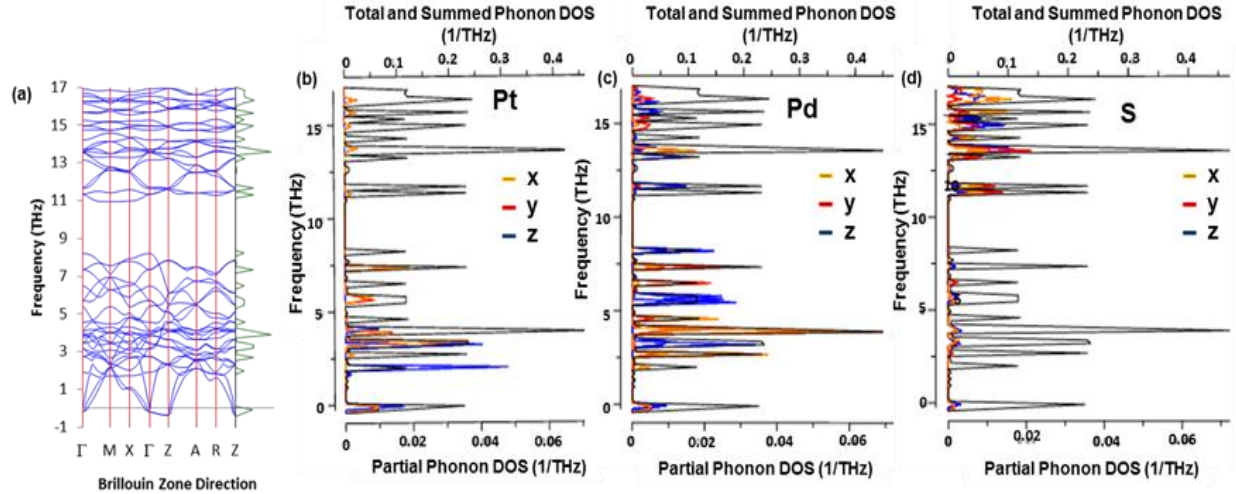 (a)
Frequency (THz)
17
15
13
11
9
7
5
3
1
-1
Γ M X Γ Z A R Z
Brillouin Zone Direction
Total and Summed Phonon DOS
(1/THz)
0 0.1 0.2 0.3 0.4
(b)
Pt
Frequency (THz)
15
10
5
0
x
y
z
0 0.02 0.04 0.06
Partial Phonon DOS (1/THz)
Total and Summed Phonon DOS
(1/THz)
0 0.1 0.2 0.3 0.4
(c)
Pd
Frequency (THz)
15
10
5
0
x
y
z
0.02 0.04 0.06
Partial Phonon DOS (1/THz)
Total and Summed Phonon DOS
(1/THz)
0 0.1 0.2 0.3 0.4
(d)
S
Frequency (THz)
15
10
10
5
5
0
x
y
z
0 0.02 0.04 0.06
Partial Phonon DOS (1/THz)